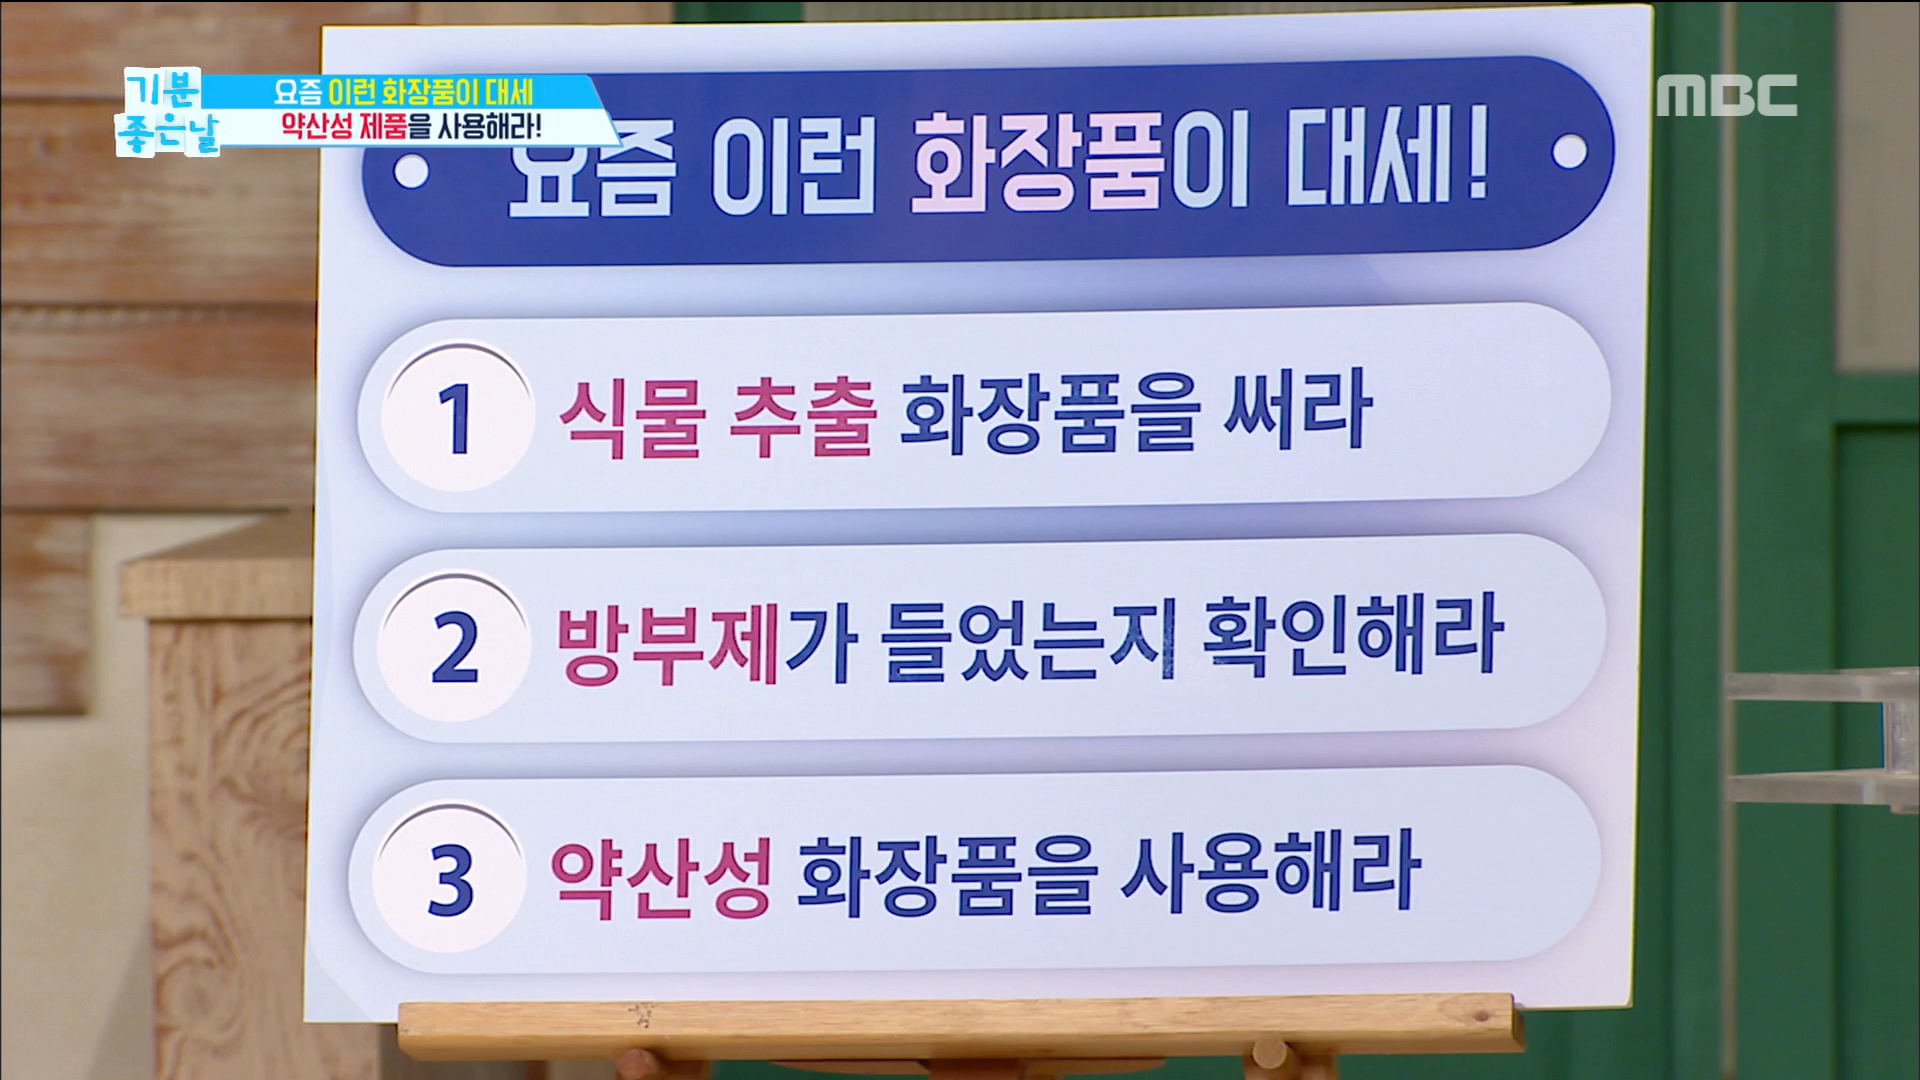 기분
좋은날
요즘 이런 화장품이 대세
약산성 제품을 사용해라!
MBC
요즘 이런 화장품이 대세!
1 식물 추출 화장품을 써라
2 방부제가 들었는지 확인해라
3 약산성 화장품을 사용해라